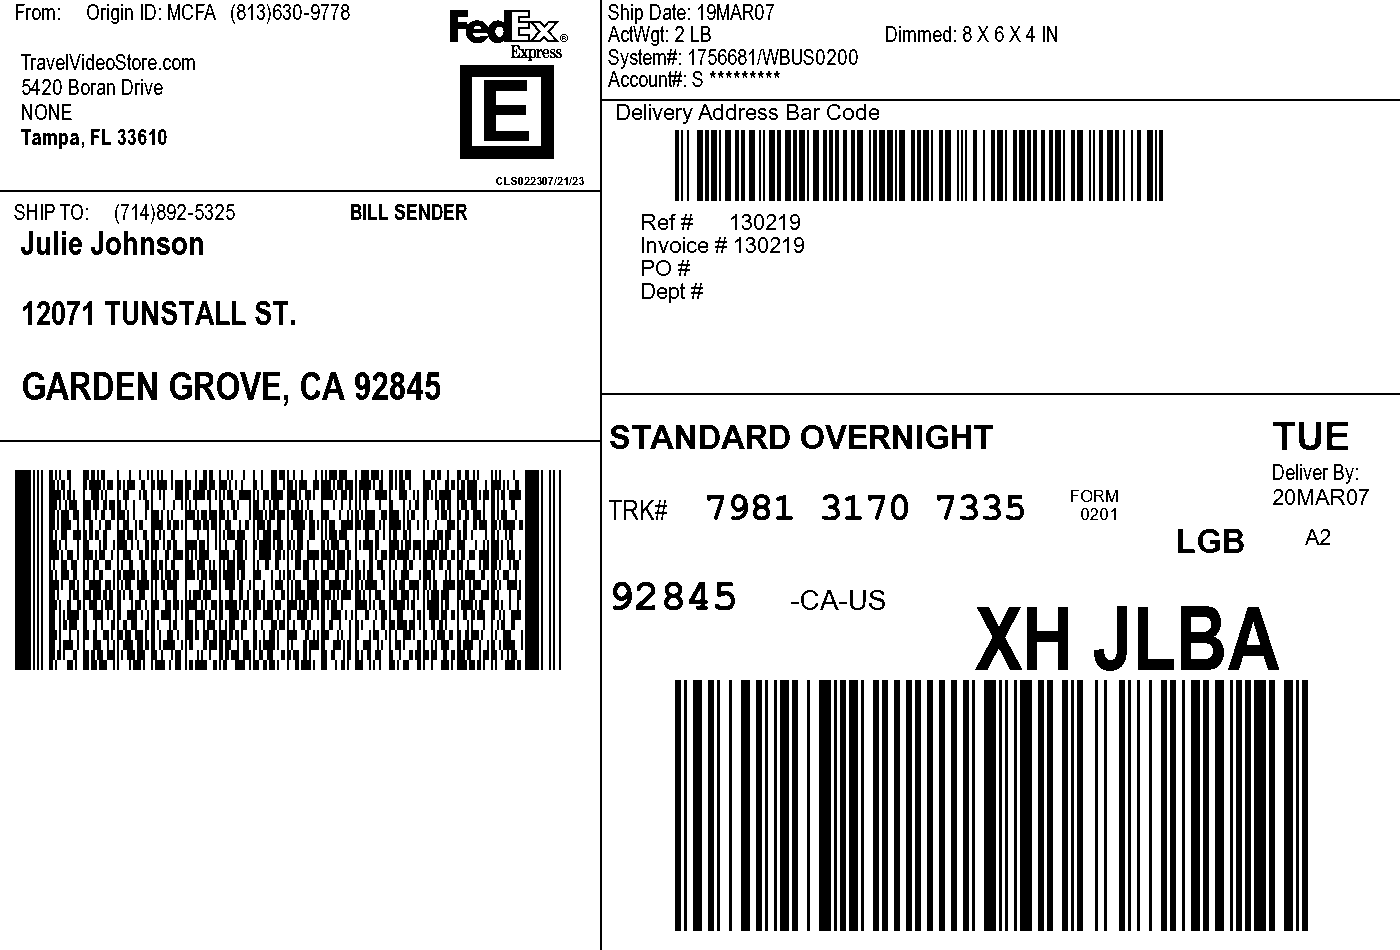 From: Origin ID: MCFA (813)630-9778
TravelVideoStore.com
5420 Boran Drive
NONE
Tampa, FL 33610
FedEx®
Express
E
CLS022307/21/23
SHIP TO: (714)892-5325 BILL SENDER
Julie Johnson
12071 TUNSTALL ST.
GARDEN GROVE, CA 92845
Ship Date: 19MAR07
ActWgt: 2 LB Dimmed: 8 X 6 X 4 IN
System#: 1756681/WBUS0200
Account#: S *********
Delivery Address Bar Code
Ref # 130219
Invoice # 130219
PO #
Dept #
STANDARD OVERNIGHT TUE
Deliver By:
20MAR07
TRK# 7981 3170 7335 FORM
0201
LGB A2
92845 -CA-US
XH JLBA